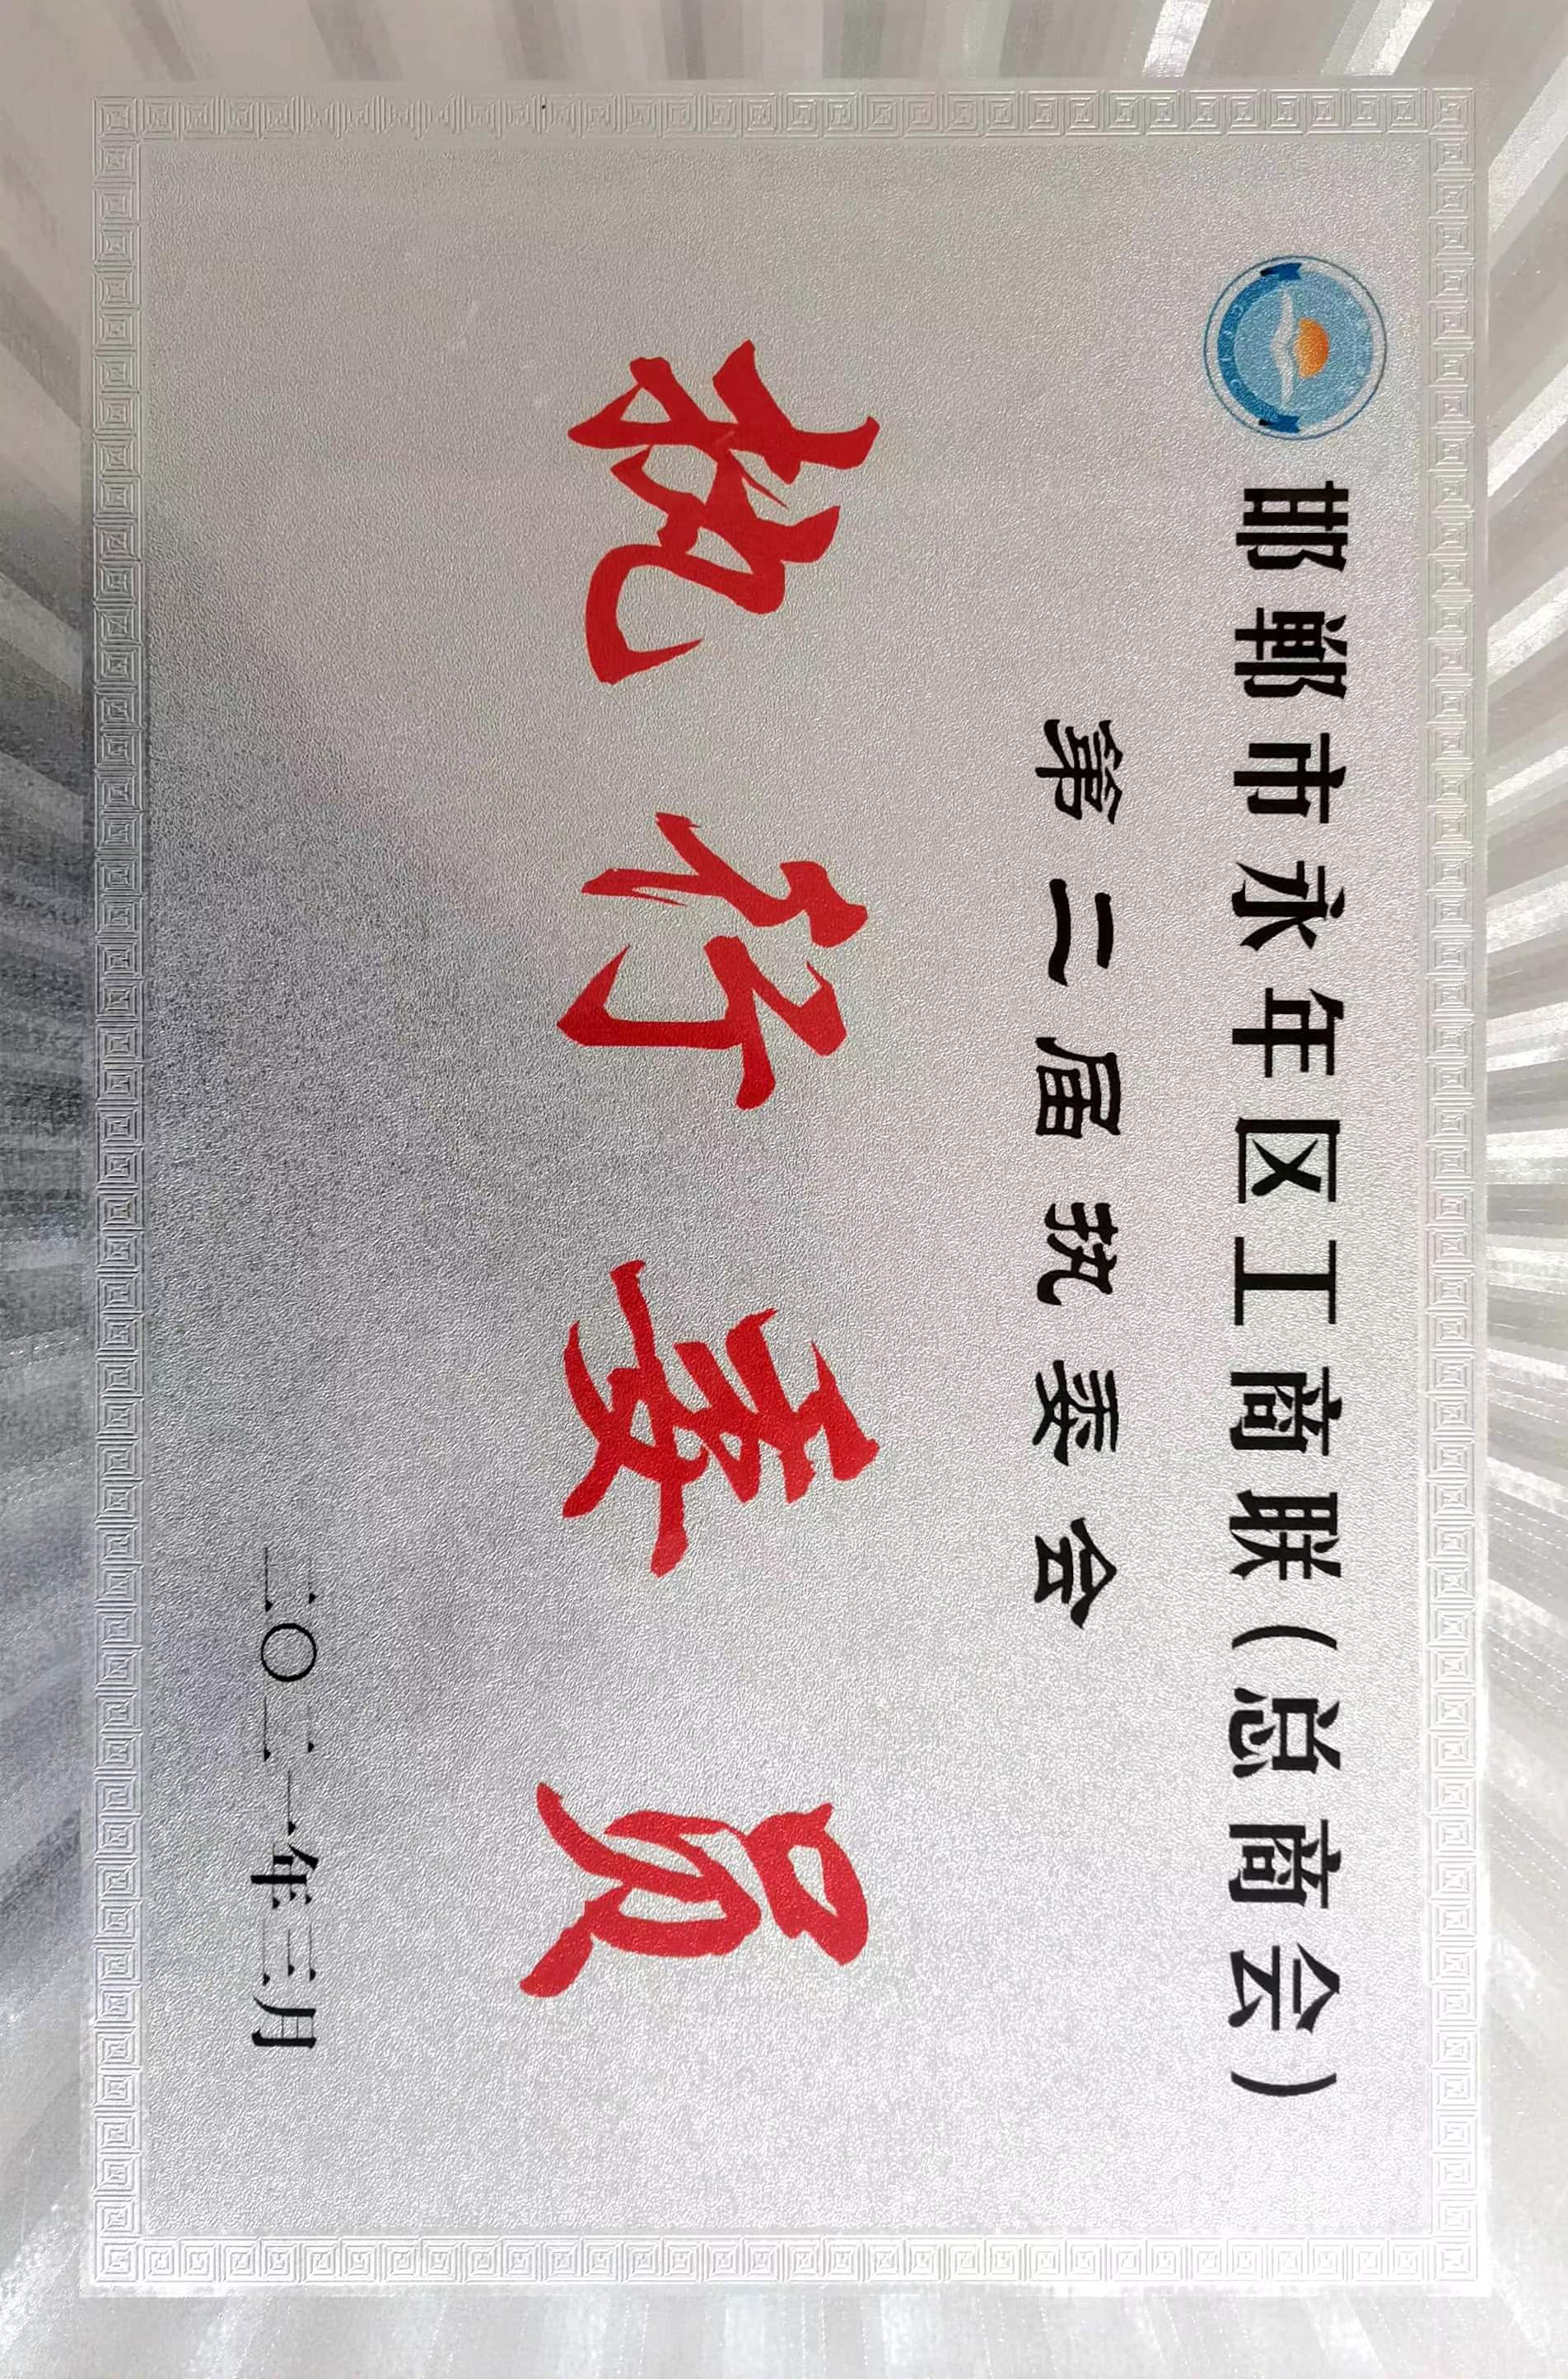 邯郸市永年区工商联(总商会)
第二届执委会
执行委员
二〇二一年三月